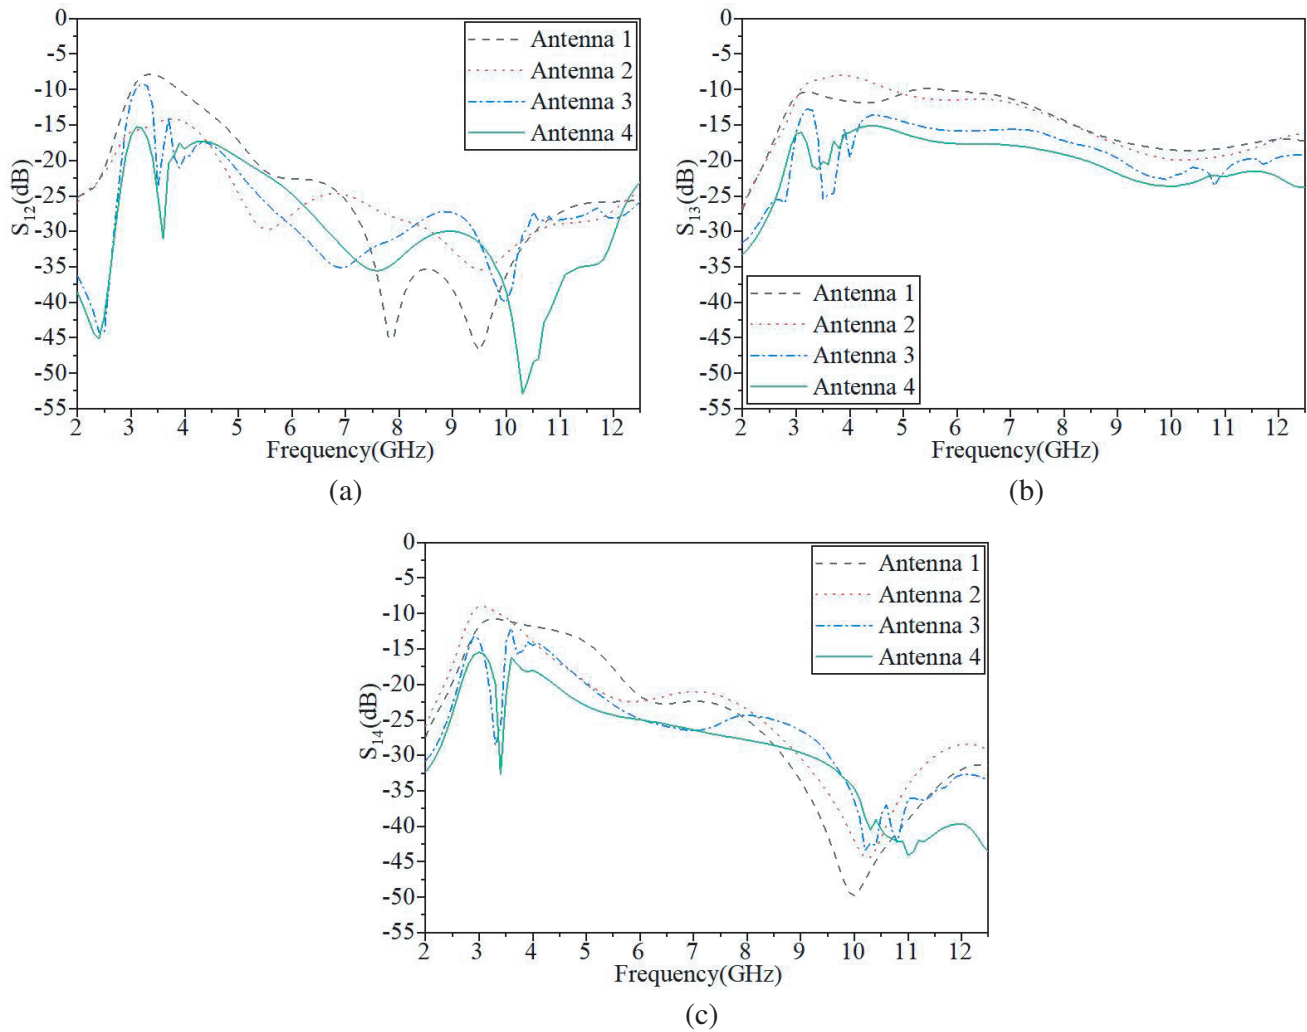 0
-5
-10
-15
-20
-25
-30
-35
-40
-45
-50
-55
S12(dB)
2 3 4 5 6 7 8 9 10 11 12
Frequency(GHz)
Antenna 1
Antenna 2
Antenna 3
Antenna 4
(a)
0
-5
-10
-15
-20
-25
-30
-35
-40
-45
-50
-55
S13(dB)
Antenna 1
Antenna 2
Antenna 3
Antenna 4
2 3 4 5 6 7 8 9 10 11 12
Frequency(GHz)
(b)
0
-5
-10
-15
-20
-25
-30
-35
-40
-45
-50
-55
S14(dB)
Antenna 1
Antenna 2
Antenna 3
Antenna 4
2 3 4 5 6 7 8 9 10 11 12
Frequency(GHz)
(c)